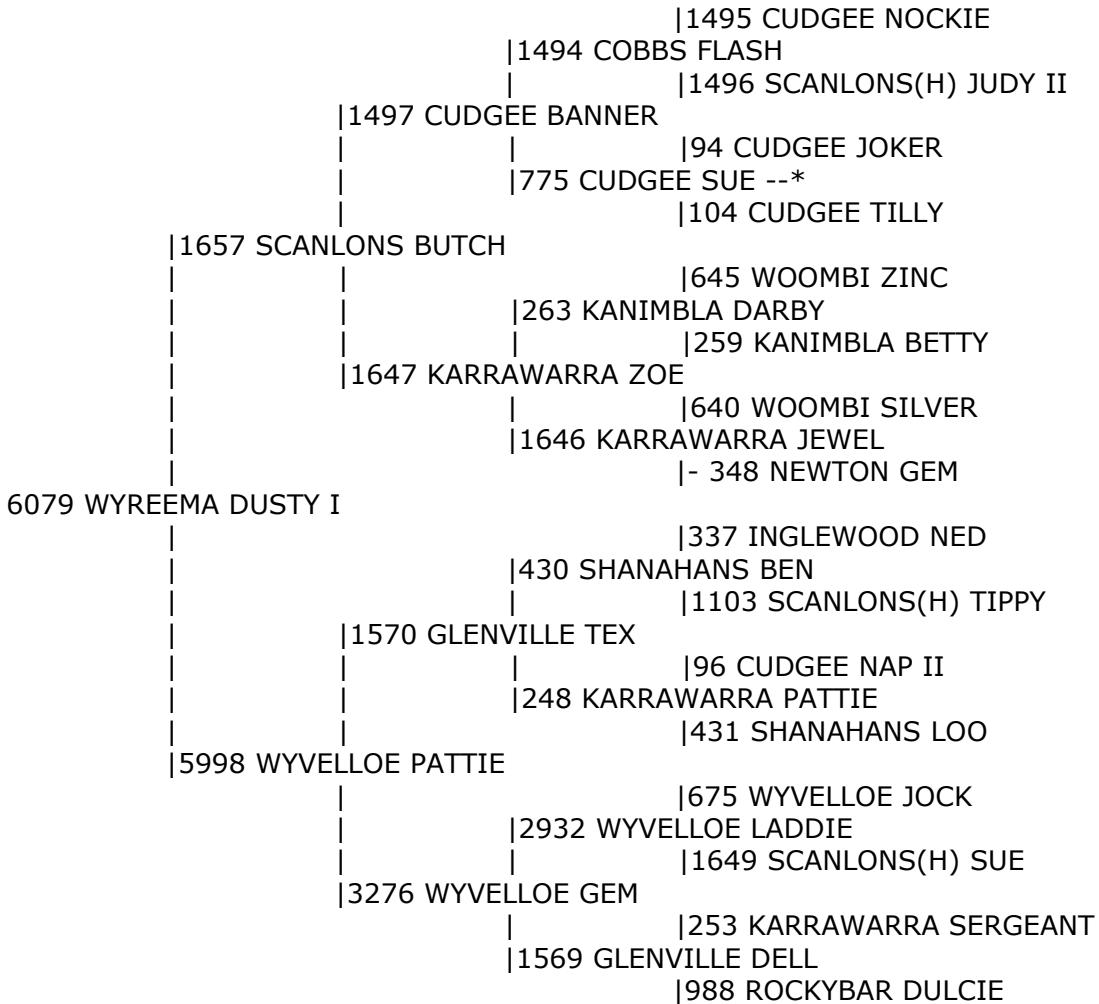 |1495 CUDGEE NOCKIE
|1494 COBBS FLASH
| |1496 SCANLONS(H) JUDY II
|1497 CUDGEE BANNER
| | |94 CUDGEE JOKER
| |775 CUDGEE SUE --*
| |104 CUDGEE TILLY
|1657 SCANLONS BUTCH
| | |645 WOOMBI ZINC
| | |263 KANIMBLA DARBY
| | | |259 KANIMBLA BETTY
| |1647 KARRAWARRA ZOE
| | |640 WOOMBI SILVER
| |1646 KARRAWARRA JEWEL
| |- 348 NEWTON GEM
6079 WYREEMA DUSTY I
| |337 INGLEWOOD NED
| |430 SHANAHANS BEN
| | |1103 SCANLONS(H) TIPPY
| |1570 GLENVILLE TEX
| | | |96 CUDGEE NAP II
| | |248 KARRAWARRA PATTIE
| | |431 SHANAHANS LOO
|5998 WYVELLOE PATTIE
| |675 WYVELLOE JOCK
| |2932 WYVELLOE LADDIE
| | |1649 SCANLONS(H) SUE
|3276 WYVELLOE GEM
| |253 KARRAWARRA SERGEANT
|1569 GLENVILLE DELL
|988 ROCKYBAR DULCIE